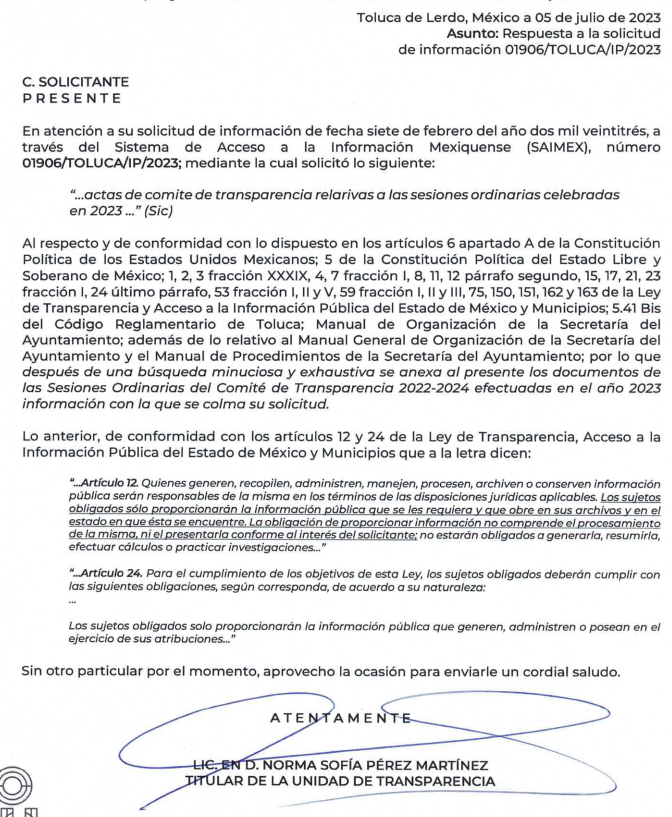 Toluca de Lerdo, México a 05 de julio de 2023
Asunto: Respuesta a la solicitud
de información 01906/TOLUCA/IP/2023
C. SOLICITANTE
P R E S E N T E
En atención a su solicitud de información de fecha siete de febrero del año dos mil veintitrés, a
través del Sistema de Acceso a la Información Mexiquense (SAIMEX), número
01906/TOLUCA/IP/2023; mediante la cual solicitó lo siguiente:
"...actas de comite de transparencia relarivas a las sesiones ordinarias celebradas
en 2023 ..." (Sic)
Al respecto y de conformidad con lo dispuesto en los artículos 6 apartado A de la Constitución
Política de los Estados Unidos Mexicanos; 5 de la Constitución Política del Estado Libre y
Soberano de México; 1, 2, 3 fracción XXXIX, 4, 7 fracción I, 8, 11, 12 párrafo segundo, 15, 17, 21, 23
fracción I, 24 último párrafo, 53 fracción I, II y V, 59 fracción I, II y III, 75, 150, 151, 162 y 163 de la Ley
de Transparencia y Acceso a la Información Pública del Estado de México y Municipios; 5.41 Bis
del Código Reglamentario de Toluca; Manual de Organización de la Secretaría del
Ayuntamiento; además de lo relativo al Manual General de Organización de la Secretaría del
Ayuntamiento y el Manual de Procedimientos de la Secretaría del Ayuntamiento; por lo que
después de una búsqueda minuciosa y exhaustiva se anexa al presente los documentos de
las Sesiones Ordinarias del Comité de Transparencia 2022-2024 efectuadas en el año 2023
información con la que se colma su solicitud.
Lo anterior, de conformidad con los artículos 12 y 24 de la Ley de Transparencia, Acceso a la
Información Pública del Estado de México y Municipios que a la letra dicen:
"...Artículo 12. Quienes generen, recopilen, administren, manejen, procesen, archiven o conserven información
pública serán responsables de la misma en los términos de las disposiciones jurídicas aplicables. Los sujetos
obligados sólo proporcionarán la información pública que se les requiera y que obre en sus archivos y en el
estado en que ésta se encuentre. La obligación de proporcionar información no comprende el procesamiento
de la misma, ni el presentarla conforme al interés del solicitante; no estarán obligados a generarla, resumirla,
efectuar cálculos o practicar investigaciones..."
"...Artículo 24. Para el cumplimiento de los objetivos de esta Ley, los sujetos obligados deberán cumplir con
las siguientes obligaciones, según corresponda, de acuerdo a su naturaleza:
...
Los sujetos obligados solo proporcionarán la información pública que generen, administren o posean en el
ejercicio de sus atribuciones..."
Sin otro particular por el momento, aprovecho la ocasión para enviarle un cordial saludo.
A T E N T A M E N T E
LIC. EN D. NORMA SOFÍA PÉREZ MARTÍNEZ
TITULAR DE LA UNIDAD DE TRANSPARENCIA